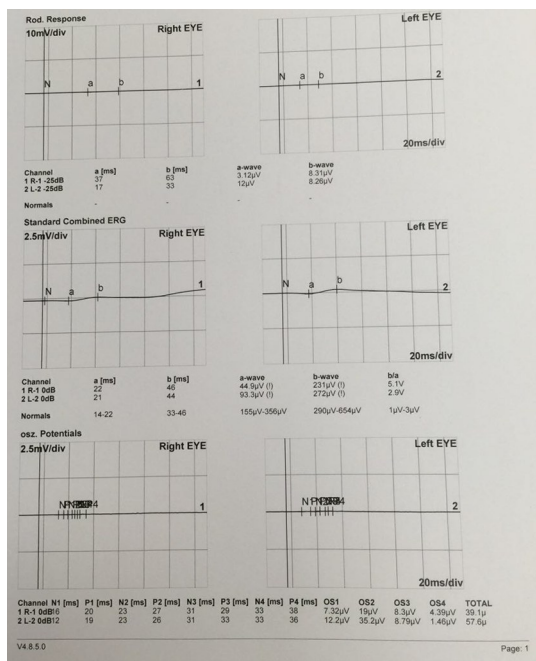 Rod. Response
10mV/div Right EYE Left EYE
N a b 1 N a b 2
20ms/div
Channel a [ms] b [ms] a-wave b-wave
1 R-1 -25dB 37 63 3.12µV 8.31µV
2 L-2 -25dB 17 33 12µV 8.26µV
Normals - - - -
Standard Combined ERG
2.5mV/div Right EYE Left EYE
N a b 1 N a b 2
20ms/div
Channel a [ms] b [ms] a-wave b-wave b/a
1 R-1 0dB 22 46 44.9µV (!) 231µV (!) 5.1V
2 L-2 0dB 21 44 93.3µV (!) 272µV (!) 2.9V
Normals 14-22 33-46 155µV-356µV 290µV-654µV 1µV-3µV
osz. Potentials
2.5mV/div Right EYE Left EYE
1 2
20ms/div
Channel N1 [ms] P1 [ms] N2 [ms] P2 [ms] N3 [ms] P3 [ms] N4 [ms] P4 [ms] OS1 OS2 OS3 OS4 TOTAL
1 R-1 0dB 16 20 23 27 31 29 33 38 7.32µV 19µV 8.3µV 4.39µV 39.1µ
2 L-2 0dB 12 19 23 26 31 33 33 36 12.2µV 35.2µV 8.79µV 1.46µV 57.6µ
V4.8.5.0 Page: 1